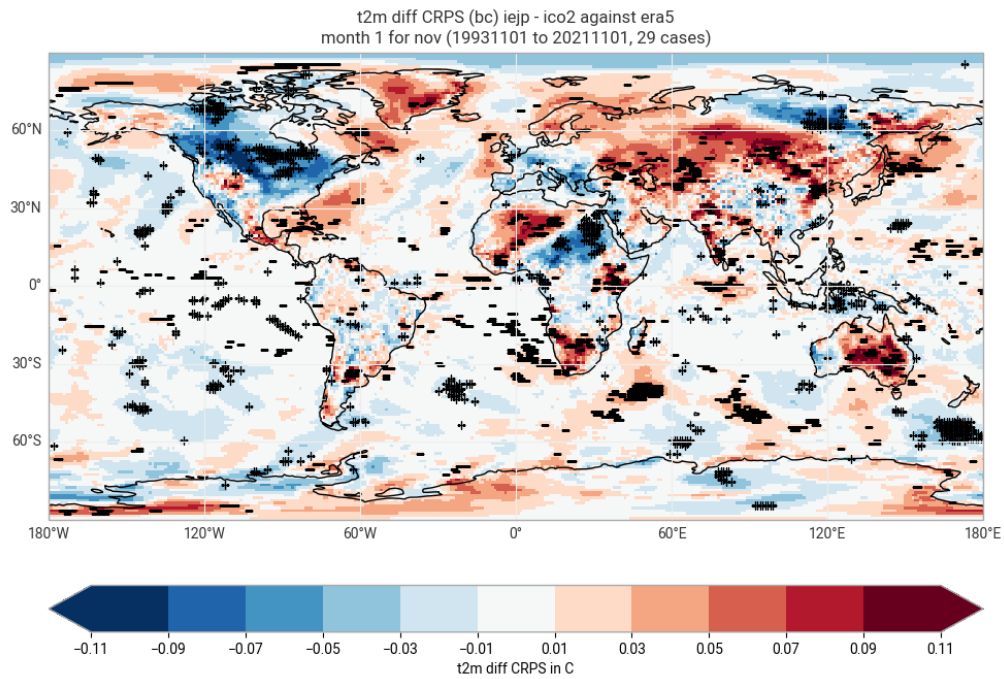 t2m diff CRPS (bc) iejp - ico2 against era5
month 1 for nov (19931101 to 20211101, 29 cases)
60°N
30°N
0°
30°S
60°S
180°W 120°W 60°W 0° 60°E 120°E 180°E
−0.11 −0.09 −0.07 −0.05 −0.03 −0.01 0.01 0.03 0.05 0.07 0.09 0.11
t2m diff CRPS in C